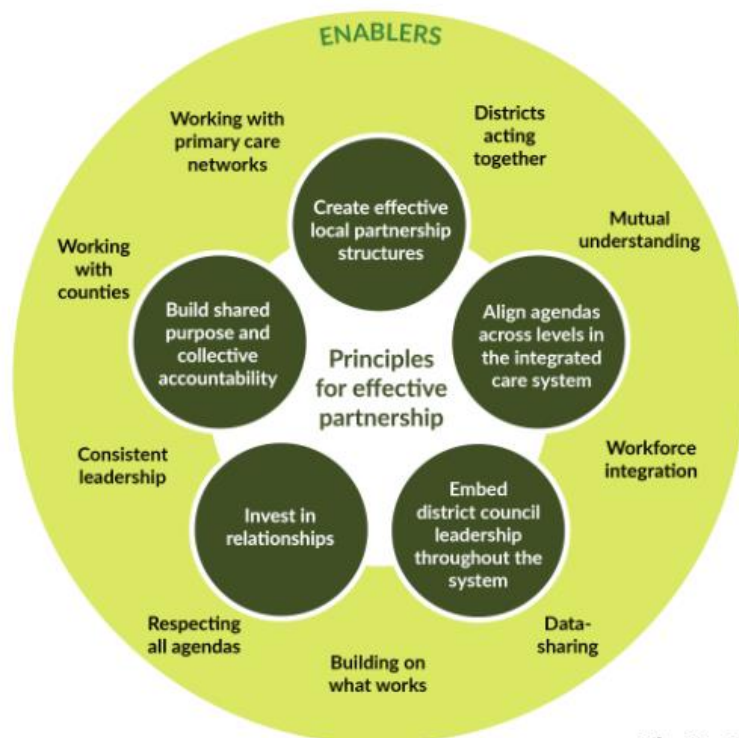 ENABLERS
Working with
primary care
networks
Districts
acting
together
Mutual
understanding
Workforce
integration
Data-
sharing
Building on
what works
Respecting
all agendas
Consistent
leadership
Working
with
counties
Create effective
local partnership
structures
Align agendas
across levels in
the integrated
care system
Embed
district council
leadership
throughout the
system
Invest in
relationships
Build shared
purpose and
collective
accountability
Principles
for effective
partnership